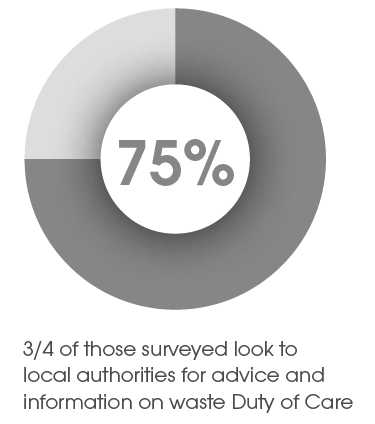 75%
3/4 of those surveyed look to
local authorities for advice and
information on waste Duty of Care